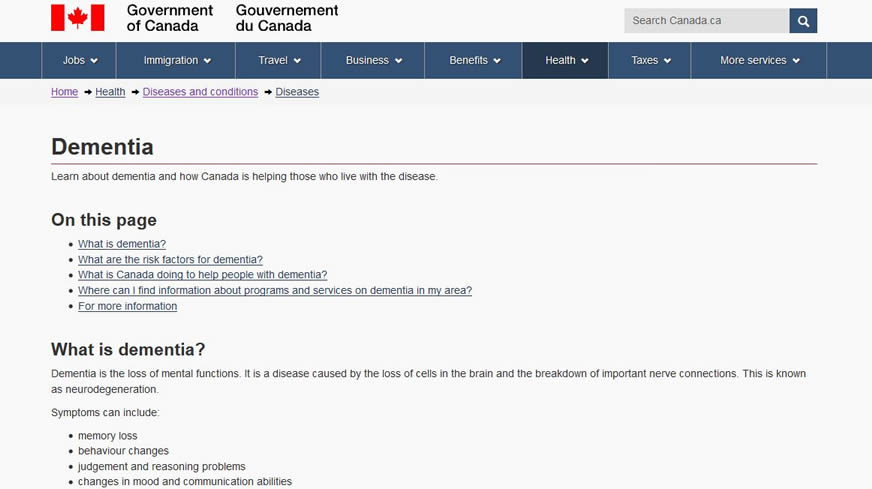 Government of Canada
Gouvernement du Canada
Search Canada.ca
Jobs
Immigration
Travel
Business
Benefits
Health
Taxes
More services
Home ➔ Health ➔ Diseases and conditions ➔ Diseases
Dementia
Learn about dementia and how Canada is helping those who live with the disease.
On this page
• What is dementia?
• What are the risk factors for dementia?
• What is Canada doing to help people with dementia?
• Where can I find information about programs and services on dementia in my area?
• For more information
What is dementia?
Dementia is the loss of mental functions. It is a disease caused by the loss of cells in the brain and the breakdown of important nerve connections. This is known
as neurodegeneration.
Symptoms can include:
• memory loss
• behaviour changes
• judgement and reasoning problems
• changes in mood and communication abilities